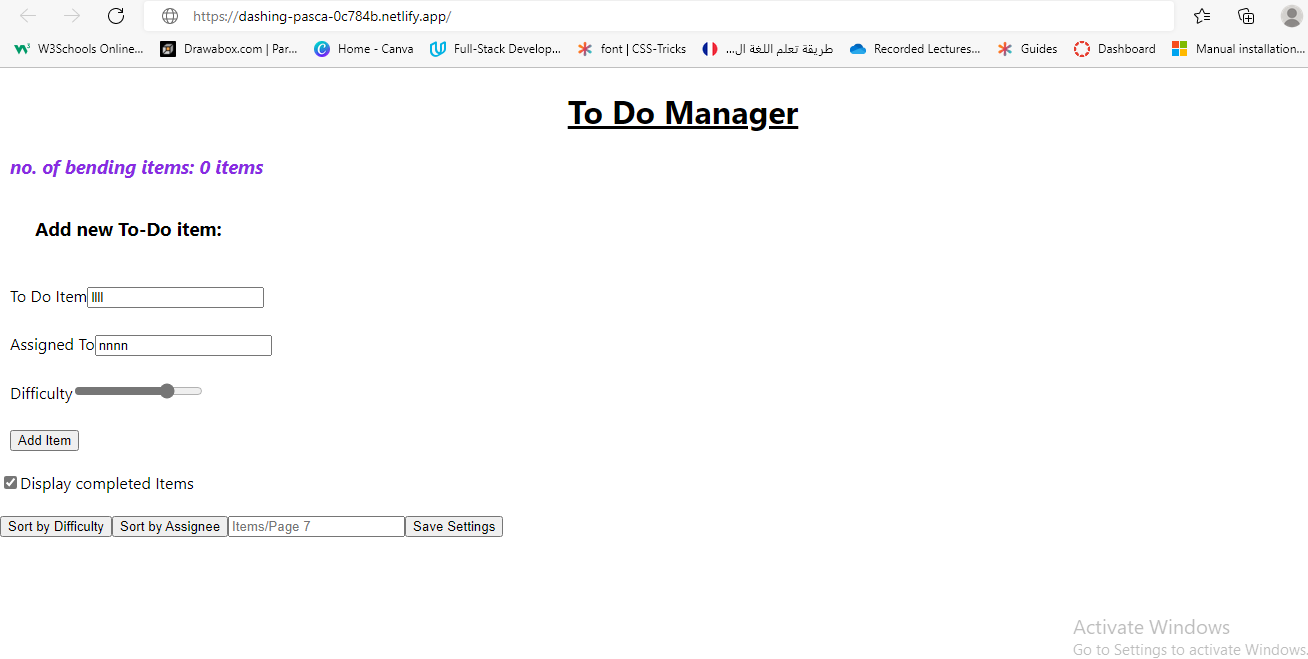 https://dashing-pasca-0c784b.netlify.app/
W3Schools Online... Drawabox.com | Par... Home - Canva Full-Stack Develop... font | CSS-Tricks طريقة تعلم اللغة ال... Recorded Lectures... Guides Dashboard Manual installation...
To Do Manager
no. of bending items: 0 items
Add new To-Do item:
To Do Item llll
Assigned To nnnn
Difficulty
Add Item
Display completed Items
Sort by Difficulty Sort by Assignee Items/Page 7 Save Settings
Activate Windows
Go to Settings to activate Windows.